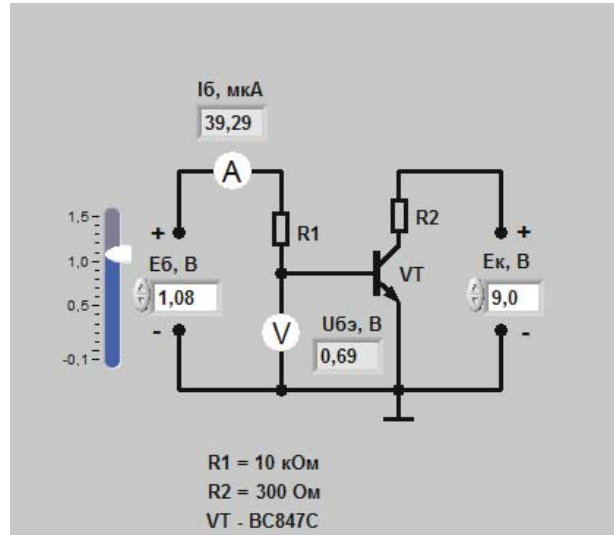 Iб, мкА
39,29
A
R1
R2
VT
1,5
1,0
0,5
-0,1
+
Eб, В
1,08
-
V
Uбэ, В
0,69
+
Eк, В
9,0
-
R1 = 10 кОм
R2 = 300 Ом
VT - BC847C